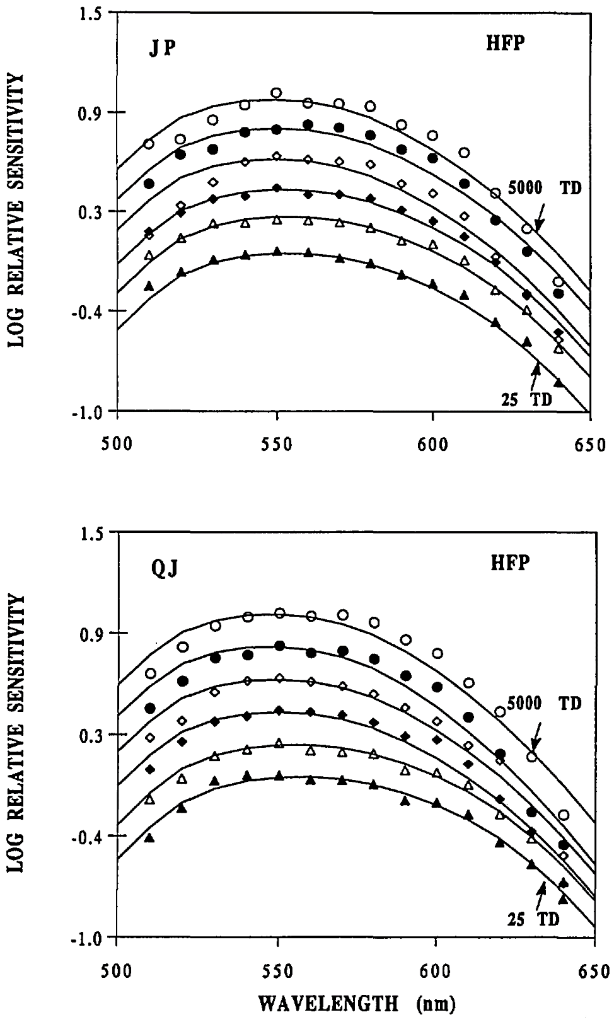 1.5
JP
HFP
0.9
0.3
5000 TD
-0.4
25 TD
-1.0
500
550
600
650
LOG RELATIVE SENSITIVITY
1.5
QJ
HFP
0.9
5000 TD
0.3
-0.4
25 TD
-1.0
500
550
600
650
LOG RELATIVE SENSITIVITY
WAVELENGTH (nm)